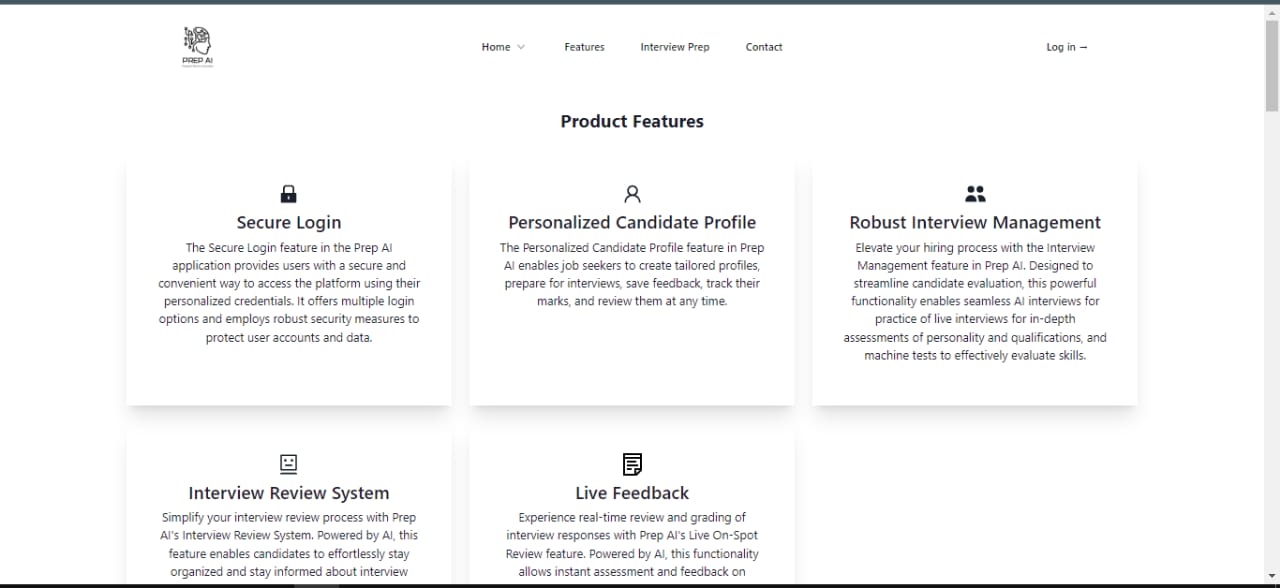 PREP AI
Home
Features
Interview Prep
Contact
Log in →
Product Features
Secure Login
The Secure Login feature in the Prep AI
application provides users with a secure and
convenient way to access the platform using their
personalized credentials. It offers multiple login
options and employs robust security measures to
protect user accounts and data.
Personalized Candidate Profile
The Personalized Candidate Profile feature in Prep
AI enables job seekers to create tailored profiles,
prepare for interviews, save feedback, track their
marks, and review them at any time.
Robust Interview Management
Elevate your hiring process with the Interview
Management feature in Prep AI. Designed to
streamline candidate evaluation, this powerful
functionality enables seamless AI interviews for
practice of live interviews for in-depth
assessments of personality and qualifications, and
machine tests to effectively evaluate skills.
Interview Review System
Simplify your interview review process with Prep
AI's Interview Review System. Powered by AI, this
feature enables candidates to effortlessly stay
organized and stay informed about interview
Live Feedback
Experience real-time review and grading of
interview responses with Prep AI's Live On-Spot
Review feature. Powered by AI, this functionality
allows instant assessment and feedback on